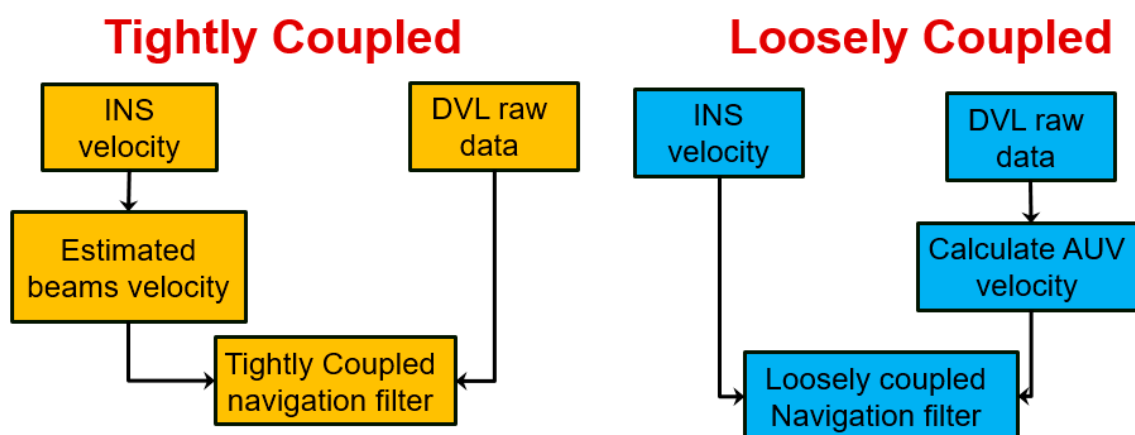 Tightly Coupled
INS
velocity
DVL raw
data
Estimated
beams velocity
Tightly Coupled
navigation filter
Loosely Coupled
INS
velocity
DVL raw
data
Calculate AUV
velocity
Loosely coupled
Navigation filter